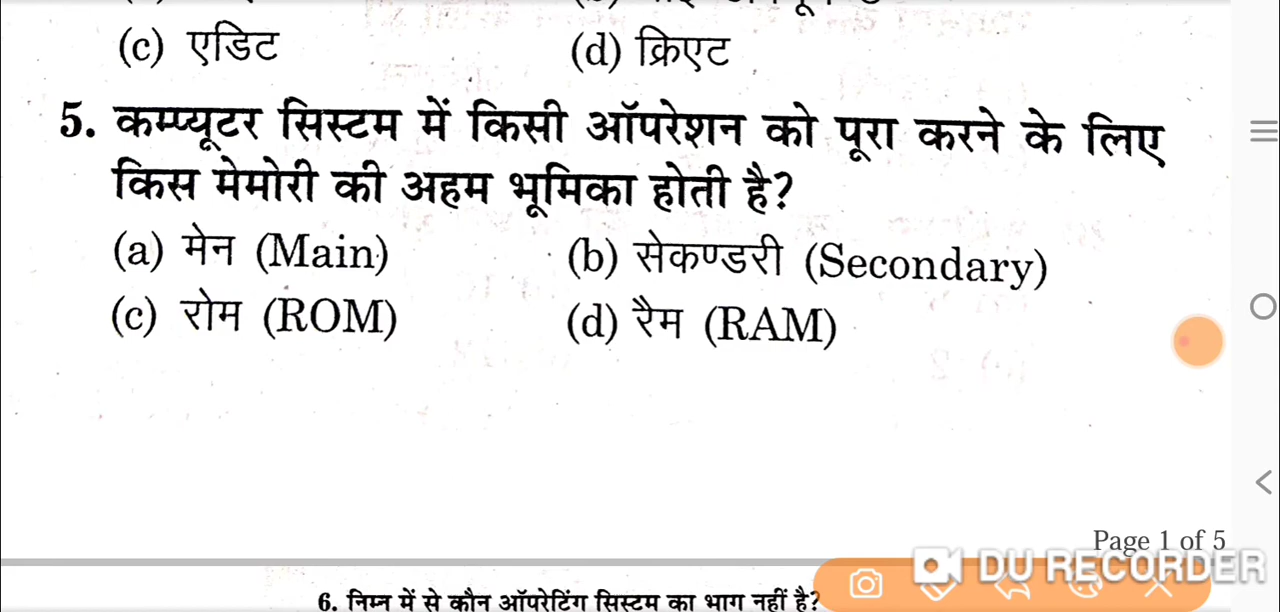 (c) एडिट (d) क्रिएट
5. कम्प्यूटर सिस्टम में किसी ऑपरेशन को पूरा करने के लिए
किस मेमोरी की अहम भूमिका होती है?
(a) मेन (Main) (b) सेकण्डरी (Secondary)
(c) रोम (ROM) (d) रैम (RAM)
Page 1 of 5
DU RECORDER
6. निम्न में से कौन ऑपरेटिंग सिस्टम का भाग नहीं है?